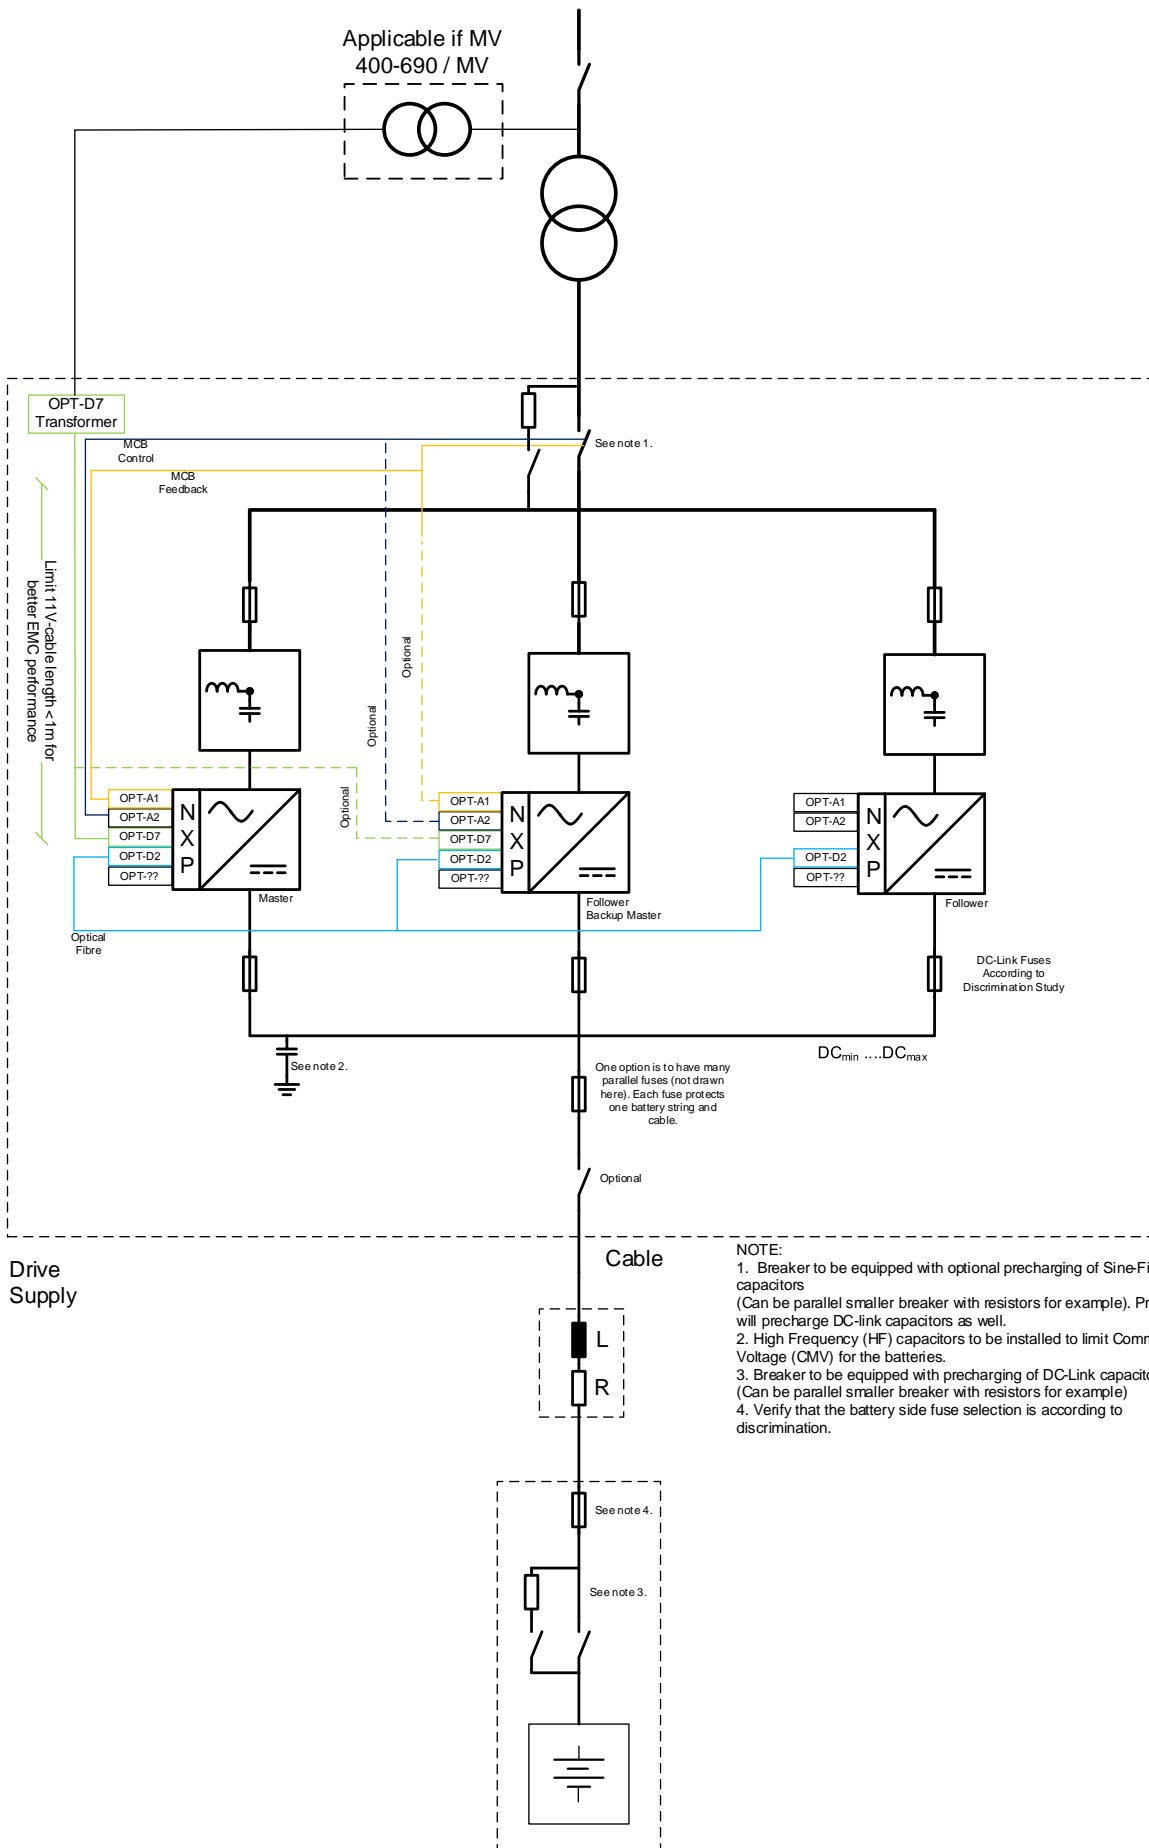 Applicable if MV
400-690 / MV
OPT-D7
Transformer
MCB
Control
MCB
Feedback
See note 1.
Limit 11V-cable length <1m for
better EMC performance
Optional
Optional
Optional
OPT-A1
OPT-A2
OPT-D7
OPT-D2
OPT-??
N
X
P
Master
OPT-A1
OPT-A2
OPT-D7
OPT-D2
OPT-??
N
X
P
Follower
Backup Master
OPT-A1
OPT-A2
OPT-D2
OPT-??
N
X
P
Follower
Optical
Fibre
DC-Link Fuses
According to
Discrimination Study
See note 2.
DCmin ....DCmax
One option is to have many
parallel fuses (not drawn
here). Each fuse protects
one battery string and
cable.
Optional
Drive
Supply
Cable
L
R
NOTE:
1. Breaker to be equipped with optional precharging of Sine-Fi
capacitors
(Can be parallel smaller breaker with resistors for example). Pr
will precharge DC-link capacitors as well.
2. High Frequency (HF) capacitors to be installed to limit Comm
Voltage (CMV) for the batteries.
3. Breaker to be equipped with precharging of DC-Link capacito
(Can be parallel smaller breaker with resistors for example)
4. Verify that the battery side fuse selection is according to
discrimination.
See note 4.
See note 3.